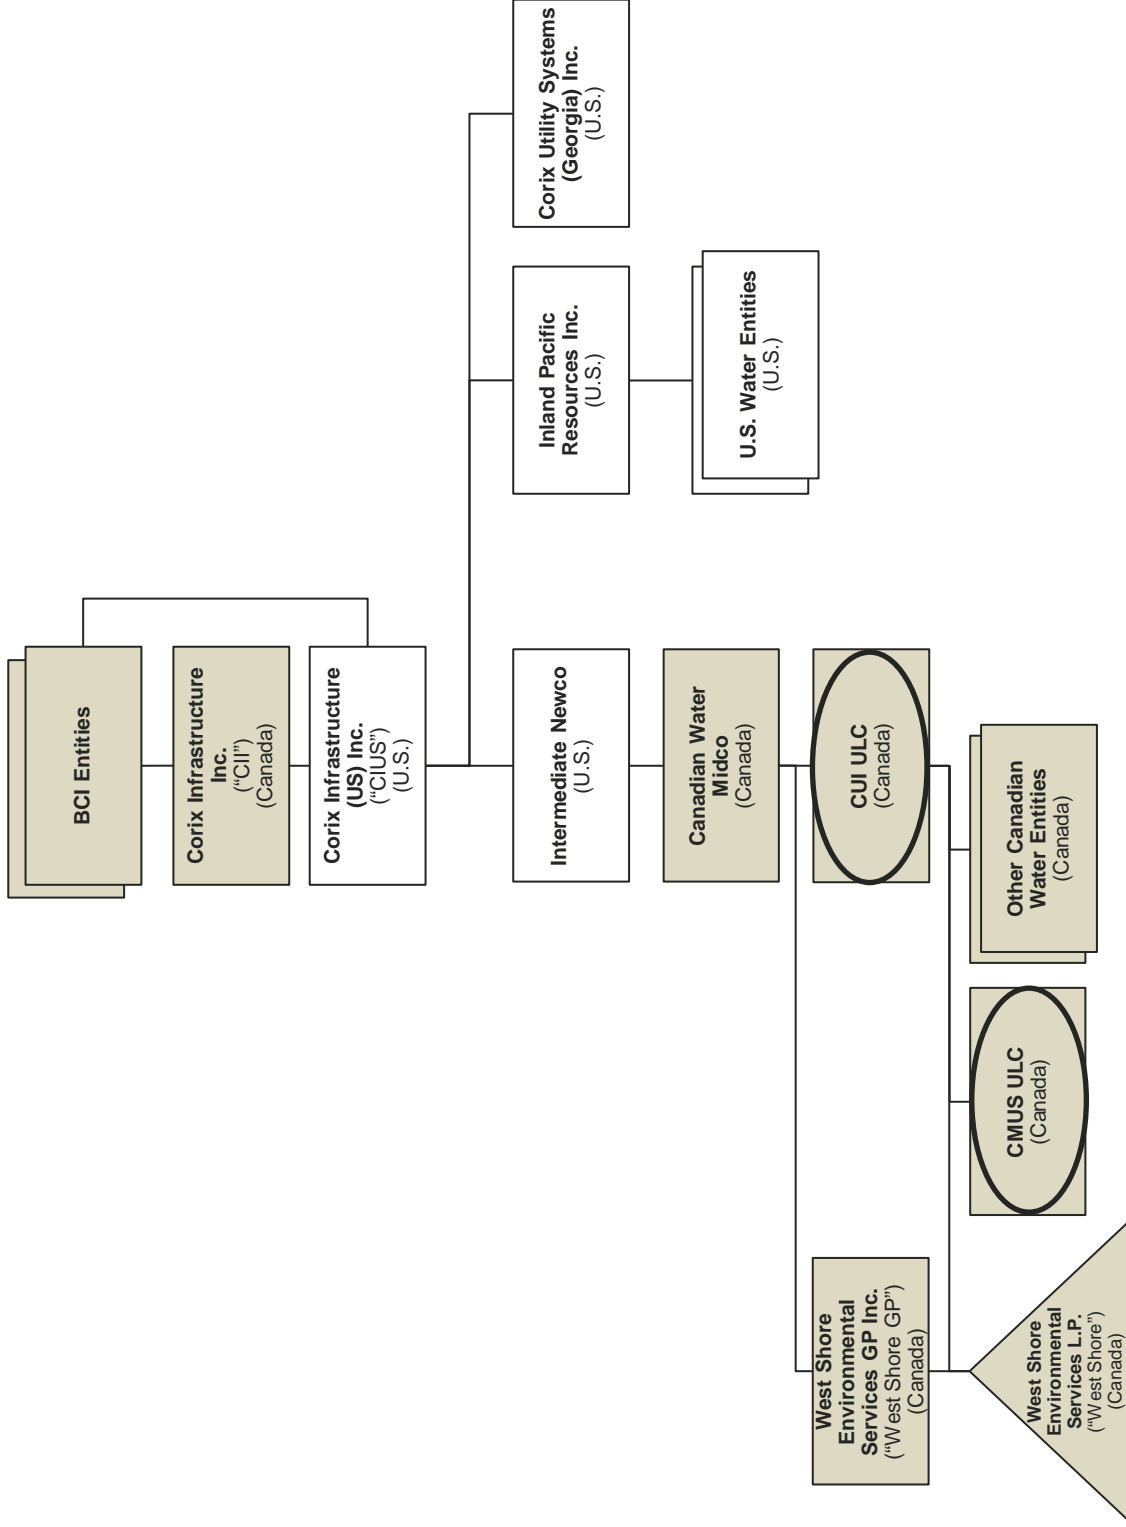 BCI Entities
Corix Infrastructure
Inc.
(“CII”)
(Canada)
Corix Infrastructure
(US) Inc.
(“CIUS”)
(U.S.)
Intermediate Newco
(U.S.)
Inland Pacific
Resources Inc.
(U.S.)
Corix Utility Systems
(Georgia) Inc.
(U.S.)
Canadian Water
Midco
(Canada)
U.S. Water Entities
(U.S.)
West Shore
Environmental
Services GP Inc.
(“West Shore GP”)
(Canada)
CUI ULC
(Canada)
West Shore
Environmental
Services L.P.
(“West Shore”)
(Canada)
CMUS ULC
(Canada)
Other Canadian
Water Entities
(Canada)